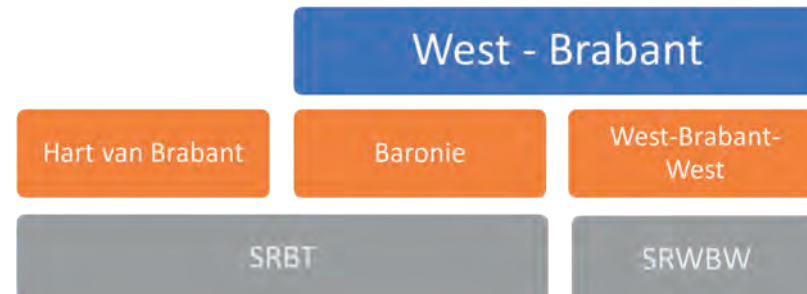 West - Brabant
Hart van Brabant
Baronie
West-Brabant-
West
SRBT
SRWBW